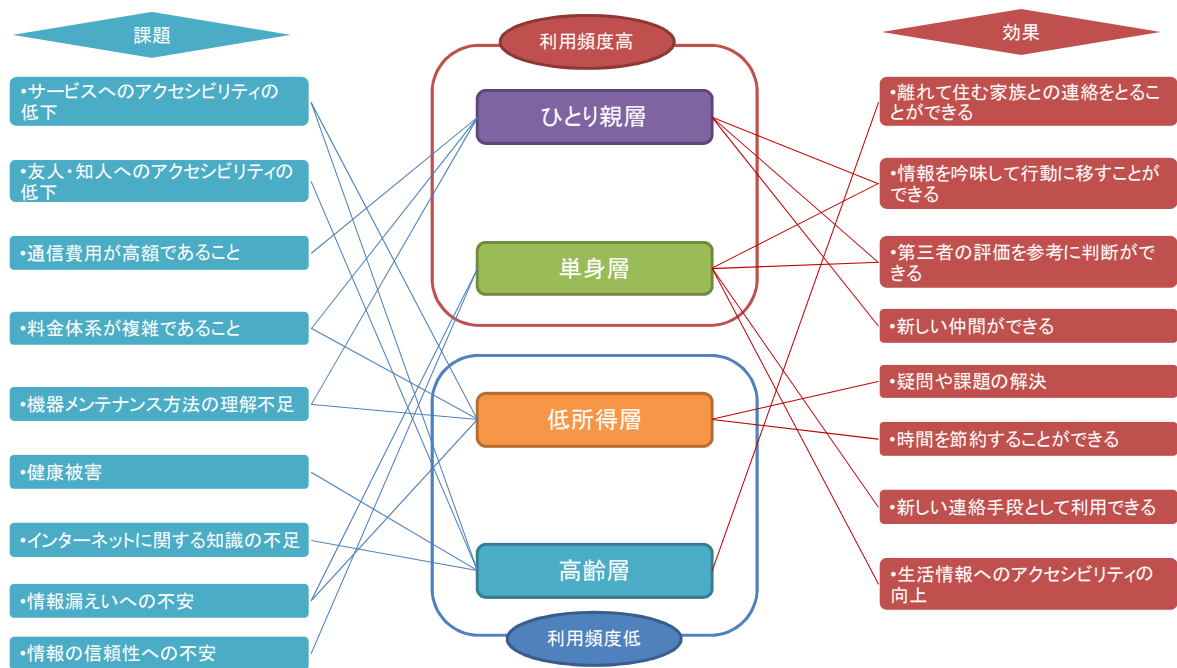 課題
•サービスへのアクセシビリティの
低下
•友人・知人へのアクセシビリティの
低下
•通信費用が高額であること
•料金体系が複雑であること
•機器メンテナンス方法の理解不足
•健康被害
•インターネットに関する知識の不足
•情報漏えいへの不安
•情報の信頼性への不安
利用頻度高
ひとり親層
単身層
低所得層
高齢層
利用頻度低
効果
•離れて住む家族との連絡をとるこ
とができる
•情報を吟味して行動に移すことが
できる
•第三者の評価を参考に判断がで
きる
•新しい仲間ができる
•疑問や課題の解決
•時間を節約することができる
•新しい連絡手段として利用できる
•生活情報へのアクセシビリティの
向上